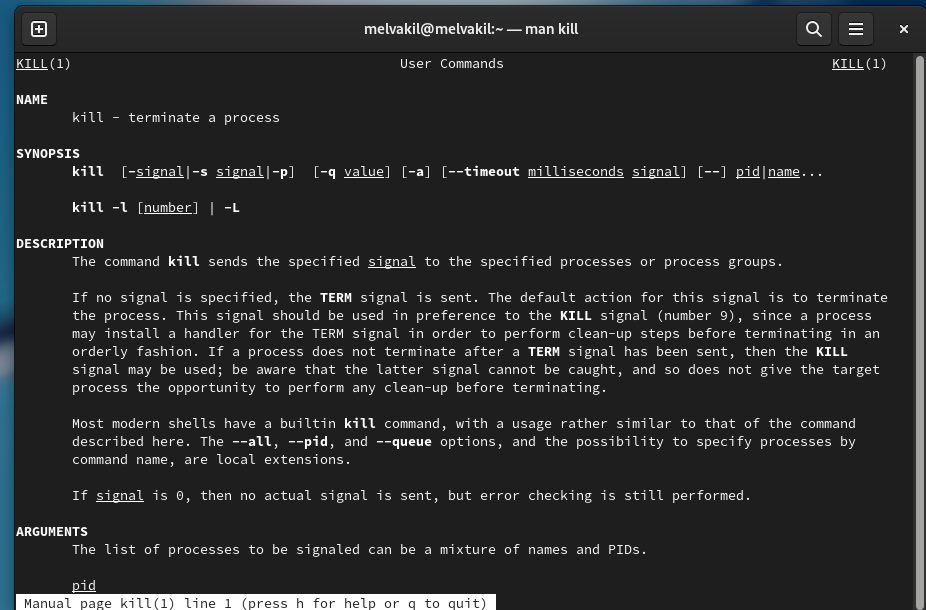 melvakil@melvakil:~ — man kill
KILL(1) User Commands KILL(1)
NAME
kill - terminate a process
SYNOPSIS
kill [-signal|-s signal|-p] [-q value] [-a] [--timeout milliseconds signal] [--] pid|name...
kill -l [number] | -L
DESCRIPTION
The command kill sends the specified signal to the specified processes or process groups.
If no signal is specified, the TERM signal is sent. The default action for this signal is to terminate
the process. This signal should be used in preference to the KILL signal (number 9), since a process
may install a handler for the TERM signal in order to perform clean-up steps before terminating in an
orderly fashion. If a process does not terminate after a TERM signal has been sent, then the KILL
signal may be used; be aware that the latter signal cannot be caught, and so does not give the target
process the opportunity to perform any clean-up before terminating.
Most modern shells have a builtin kill command, with a usage rather similar to that of the command
described here. The --all, --pid, and --queue options, and the possibility to specify processes by
command name, are local extensions.
If signal is 0, then no actual signal is sent, but error checking is still performed.
ARGUMENTS
The list of processes to be signaled can be a mixture of names and PIDs.
pid
Manual page kill(1) line 1 (press h for help or q to quit)